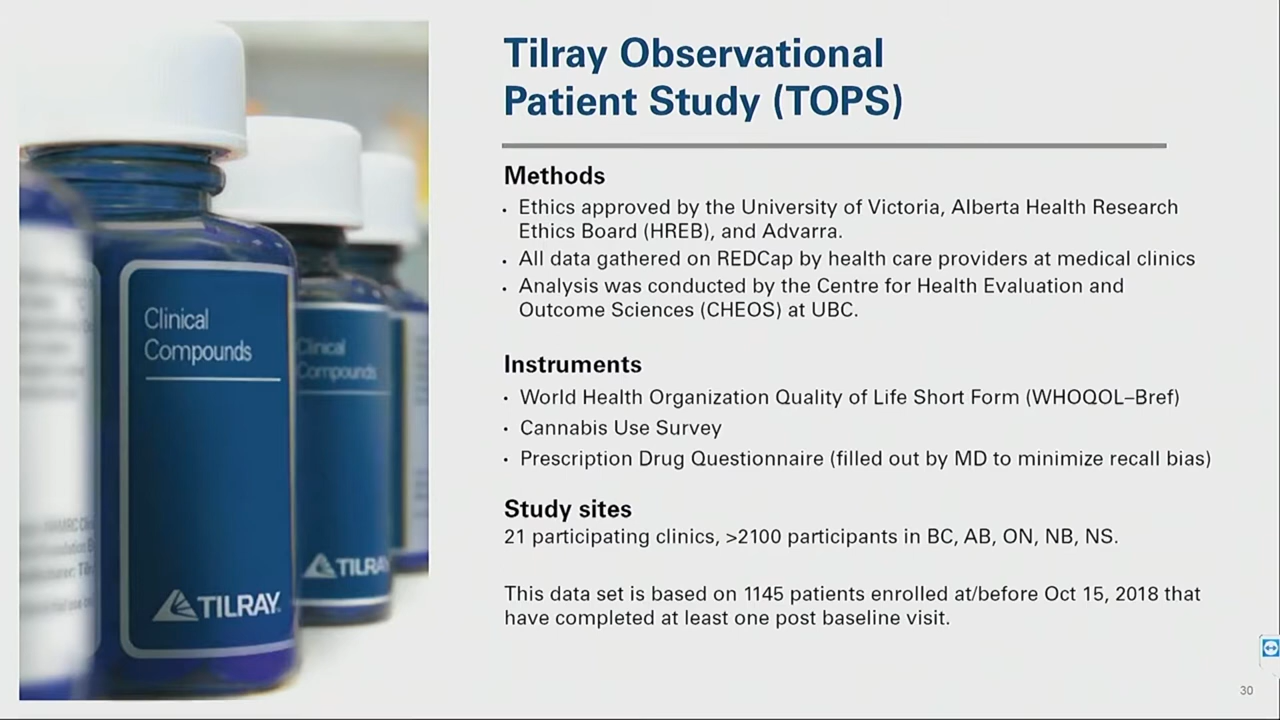 Tilray Observational
Patient Study (TOPS)
Methods
• Ethics approved by the University of Victoria, Alberta Health Research
Ethics Board (HREB), and Advarra.
• All data gathered on REDCap by health care providers at medical clinics
• Analysis was conducted by the Centre for Health Evaluation and
Outcome Sciences (CHEOS) at UBC.
Instruments
• World Health Organization Quality of Life Short Form (WHOQOL–Bref)
• Cannabis Use Survey
• Prescription Drug Questionnaire (filled out by MD to minimize recall bias)
Study sites
21 participating clinics, >2100 participants in BC, AB, ON, NB, NS.
This data set is based on 1145 patients enrolled at/before Oct 15, 2018 that
have completed at least one post baseline visit.
30
Clinical
Compounds
TILRAY
Clinical
Compounds
TILRA